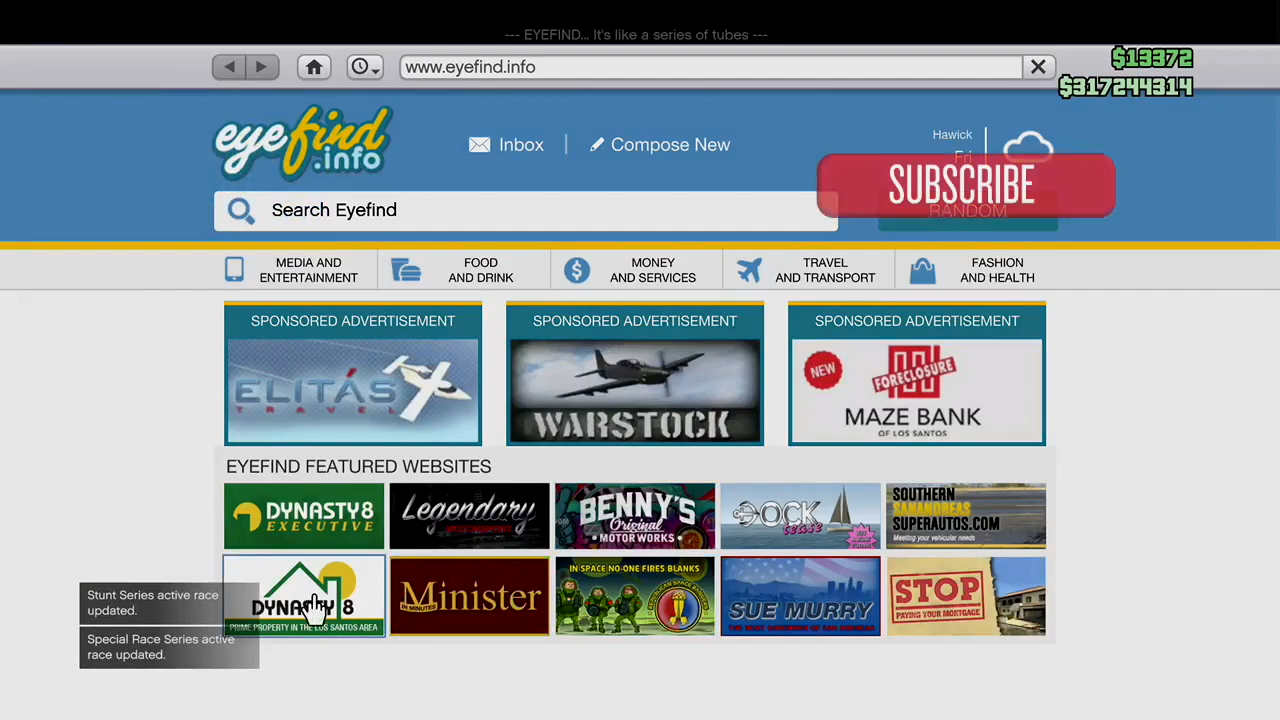 --- EYEFIND... It's like a series of tubes ---
www.eyefind.info
$13372
$317244314
eyefind
.info
Inbox
Compose New
Hawick
Fri
SUBSCRIBE
Search Eyefind
RANDOM
MEDIA AND
ENTERTAINMENT
FOOD
AND DRINK
MONEY
AND SERVICES
TRAVEL
AND TRANSPORT
FASHION
AND HEALTH
SPONSORED ADVERTISEMENT
SPONSORED ADVERTISEMENT
SPONSORED ADVERTISEMENT
ELITÁS
TRAVEL
WARSTOCK
NEW
FORECLOSURE
MAZE BANK
OF LOS SANTOS
EYEFIND FEATURED WEBSITES
DYNASTY 8
EXECUTIVE
Legendary
BENNY'S
Original
MOTOR WORKS
DOCK
tease
SOUTHERN
SANANDREAS
SUPERAUTOS.COM
Meeting your vehicular needs
DYNASTY 8
PRIME PROPERTY IN THE LOS SANTOS AREA
Minister
IN MINUTES
IN SPACE NO-ONE FIRES BLANKS
SUE MURRY
STOP
PAYING YOUR MORTGAGE
Stunt Series active race
updated.
Special Race Series active
race updated.